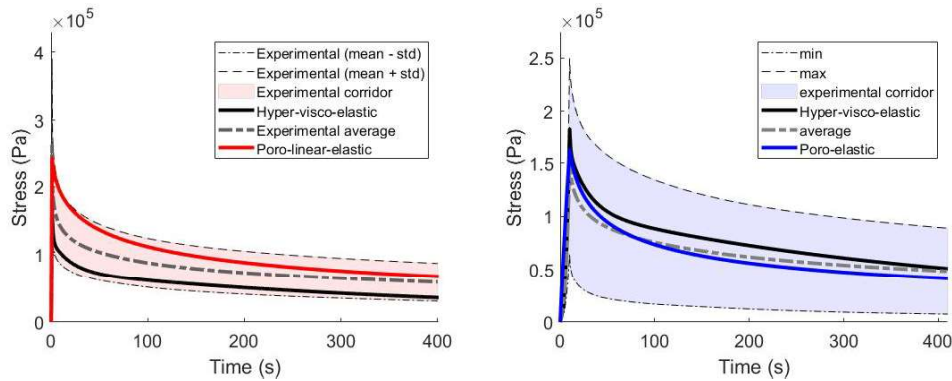 ×10⁵
4
3
2
1
0
Stress (Pa)
0 100 200 300 400
Time (s)
Experimental (mean - std)
Experimental (mean + std)
Experimental corridor
Hyper-visco-elastic
Experimental average
Poro-linear-elastic
×10⁵
2.5
2
1.5
1
0.5
0
Stress (Pa)
0 100 200 300 400
Time (s)
min
max
experimental corridor
Hyper-visco-elastic
average
Poro-elastic